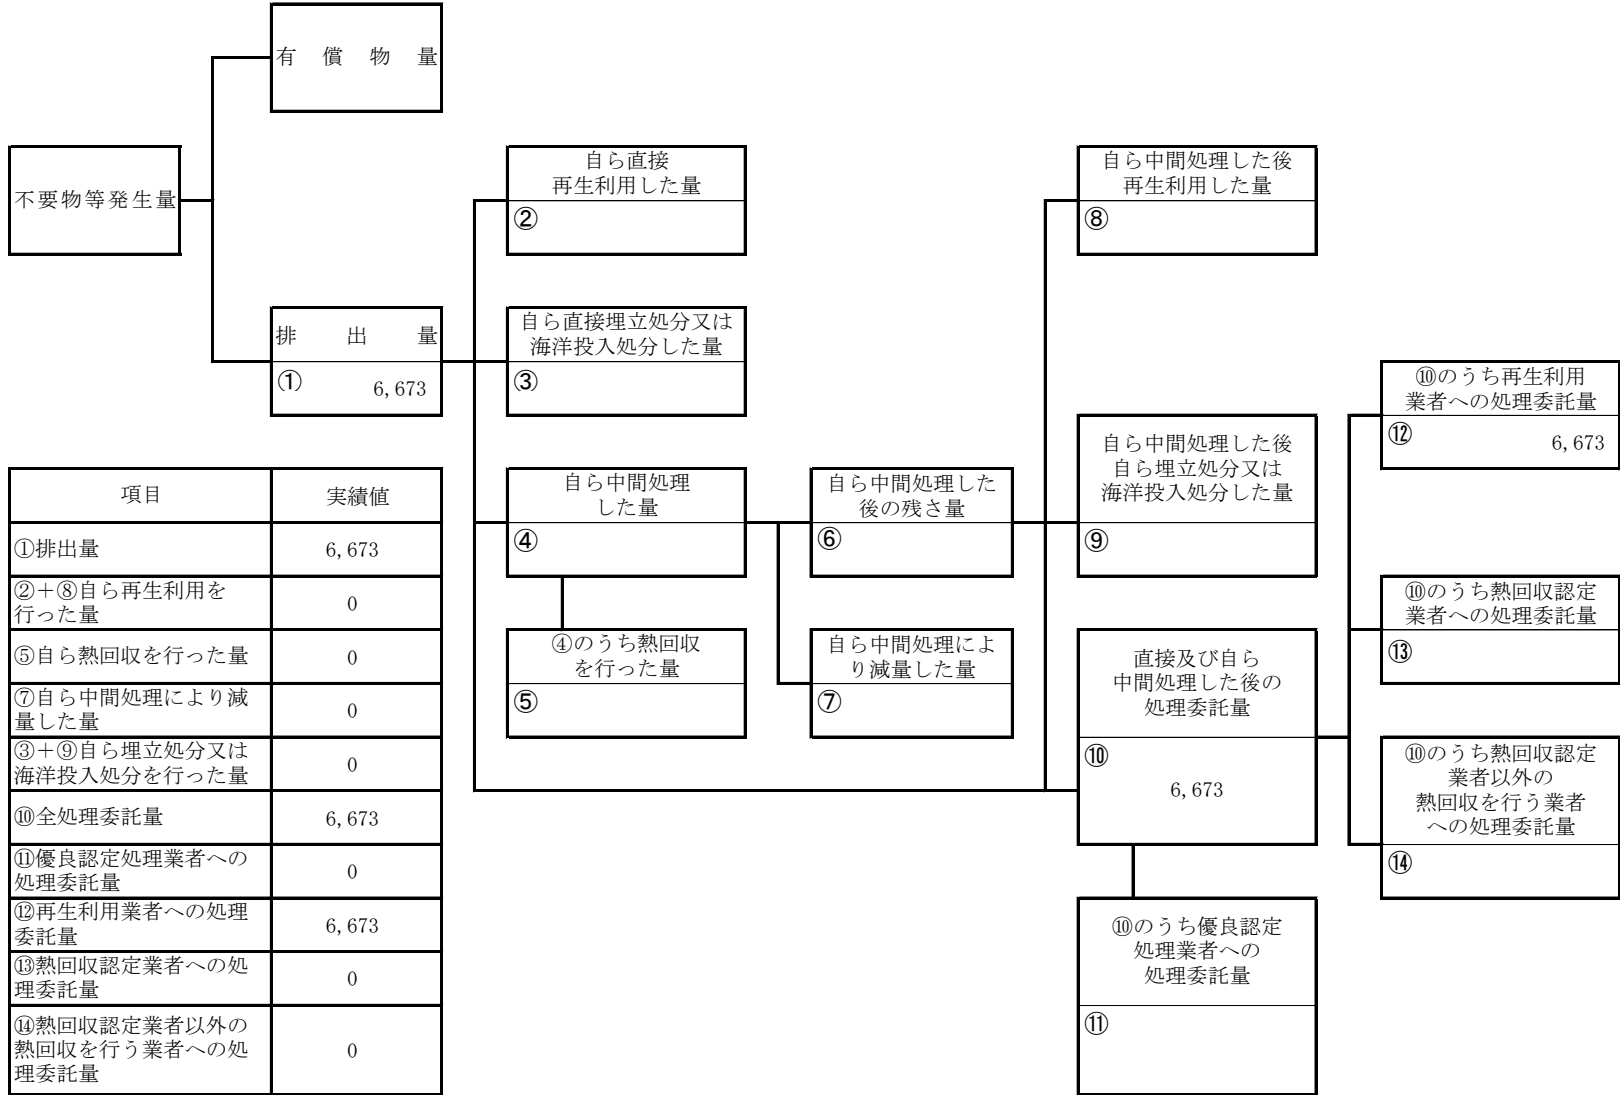 有償物量
不要物等発生量
排出量
① 6,673
自ら直接
再生利用した量
②
自ら直接埋立処分又は
海洋投入処分した量
③
自ら中間処理
した量
④
④のうち熱回収
を行った量
⑤
自ら中間処理した
後の残さ量
⑥
自ら中間処理によ
り減量した量
⑦
自ら中間処理した後
再生利用した量
⑧
自ら中間処理した後
自ら埋立処分又は
海洋投入処分した量
⑨
直接及び自ら
中間処理した後の
処理委託量
⑩
6,673
⑩のうち優良認定
処理業者への
処理委託量
⑪
⑩のうち再生利用
業者への処理委託量
⑫ 6,673
⑩のうち熱回収認定
業者への処理委託量
⑬
⑩のうち熱回収認定
業者以外の
熱回収を行う業者
への処理委託量
⑭
項目 実績値
①排出量 6,673
②+⑧自ら再生利用を
行った量 0
⑤自ら熱回収を行った量 0
⑦自ら中間処理により減
量した量 0
③+⑨自ら埋立処分又は
海洋投入処分を行った量 0
⑩全処理委託量 6,673
⑪優良認定処理業者への
処理委託量 0
⑫再生利用業者への処理
委託量 6,673
⑬熱回収認定業者への処
理委託量 0
⑭熱回収認定業者以外の
熱回収を行う業者への処
理委託量 0